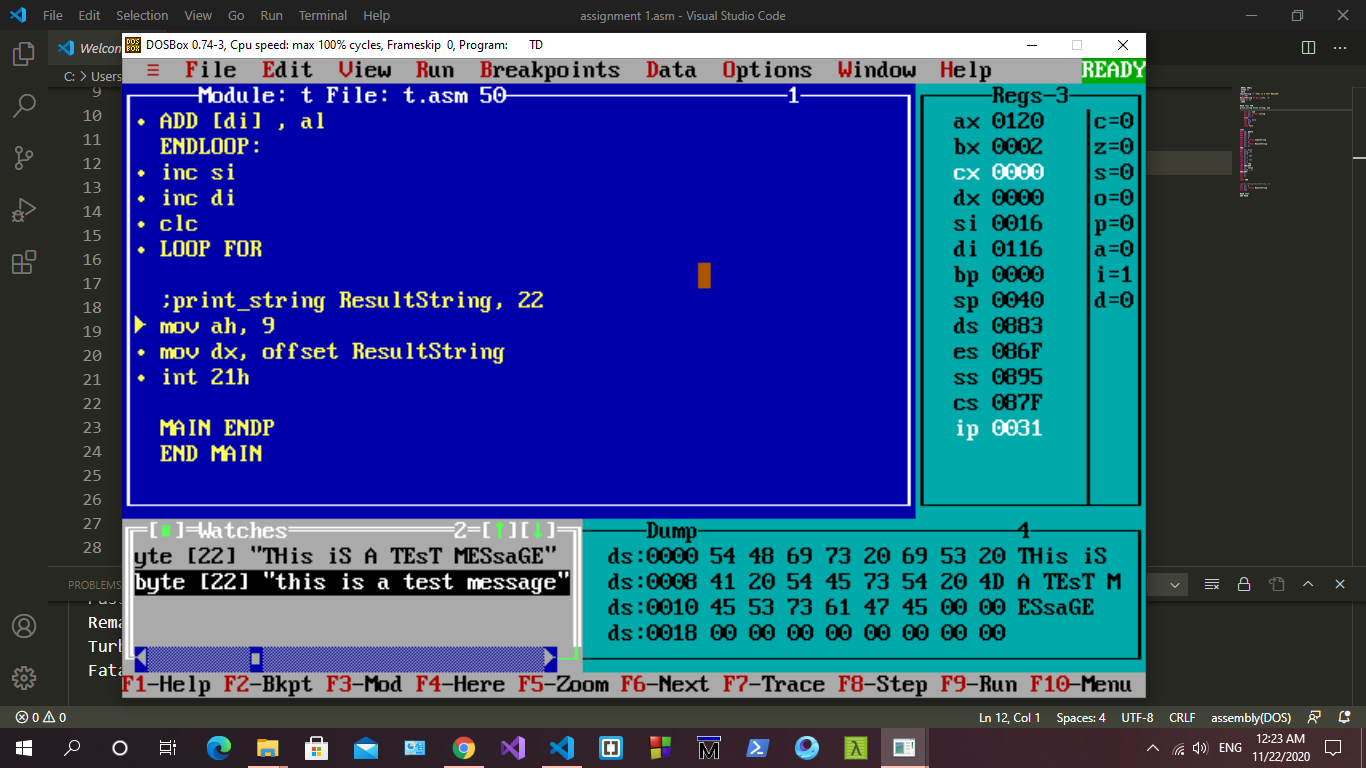 File Edit Selection View Go Run Terminal Help assignment 1.asm - Visual Studio Code
Welcom
C: > Users
DOSBox 0.74-3, Cpu speed: max 100% cycles, Frameskip 0, Program: TD
≡ File Edit View Run Breakpoints Data Options Window Help READY
Module: t File: t.asm 50 1
• ADD [di] , al
ENDLOOP:
• inc si
• inc di
• clc
• LOOP FOR
;print_string ResultString, 22
mov ah, 9
• mov dx, offset ResultString
• int 21h
MAIN ENDP
END MAIN
Regs 3
ax 0120 c=0
bx 0002 z=0
cx 0000 s=0
dx 0000 o=0
si 0016 p=0
di 0116 a=0
bp 0000 i=1
sp 0040 d=0
ds 0883
es 086F
ss 0895
cs 087F
ip 0031
[■] Watches 2 [↑][↓]
yte [22] "THis iS A TEsT MESsaGE"
byte [22] "this is a test message"
Dump 4
ds:0000 54 48 69 73 20 69 53 20 THis iS
ds:0008 41 20 54 45 73 54 20 4D A TEsT M
ds:0010 45 53 73 61 47 45 00 00 ESsaGE
ds:0018 00 00 00 00 00 00 00 00
F1-Help F2-Bkpt F3-Mod F4-Here F5-Zoom F6-Next F7-Trace F8-Step F9-Run F10-Menu
9
10
11
12
13
14
15
16
17
18
19
20
21
22
23
24
25
26
27
28
PROBLEMS
Rema
Turb
Fata
0 0 Ln 12, Col 1 Spaces: 4 UTF-8 CRLF assembly(DOS)
ENG 12:23 AM
11/22/2020